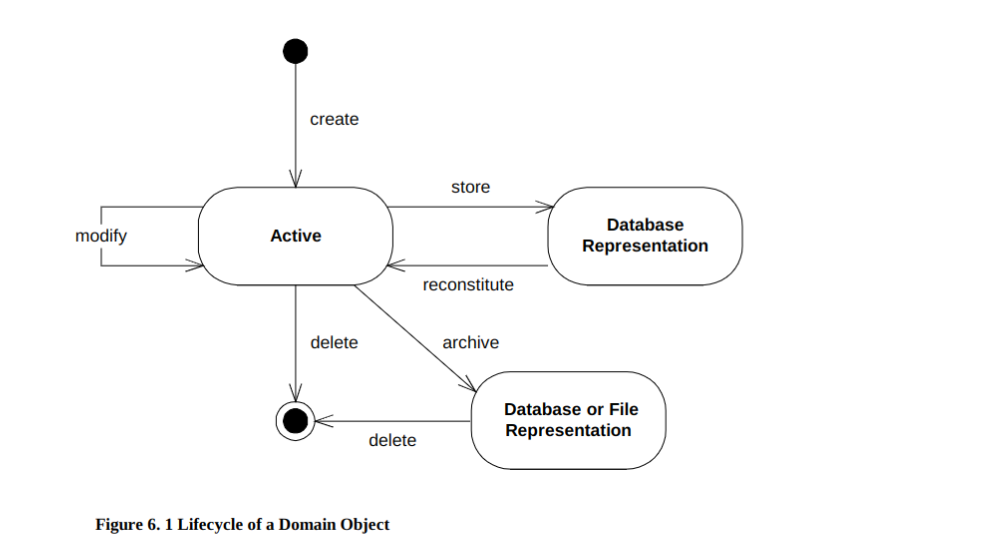 create
store
modify
Active
Database
Representation
reconstitute
delete
archive
Database or File
Representation
delete
Figure 6. 1 Lifecycle of a Domain Object